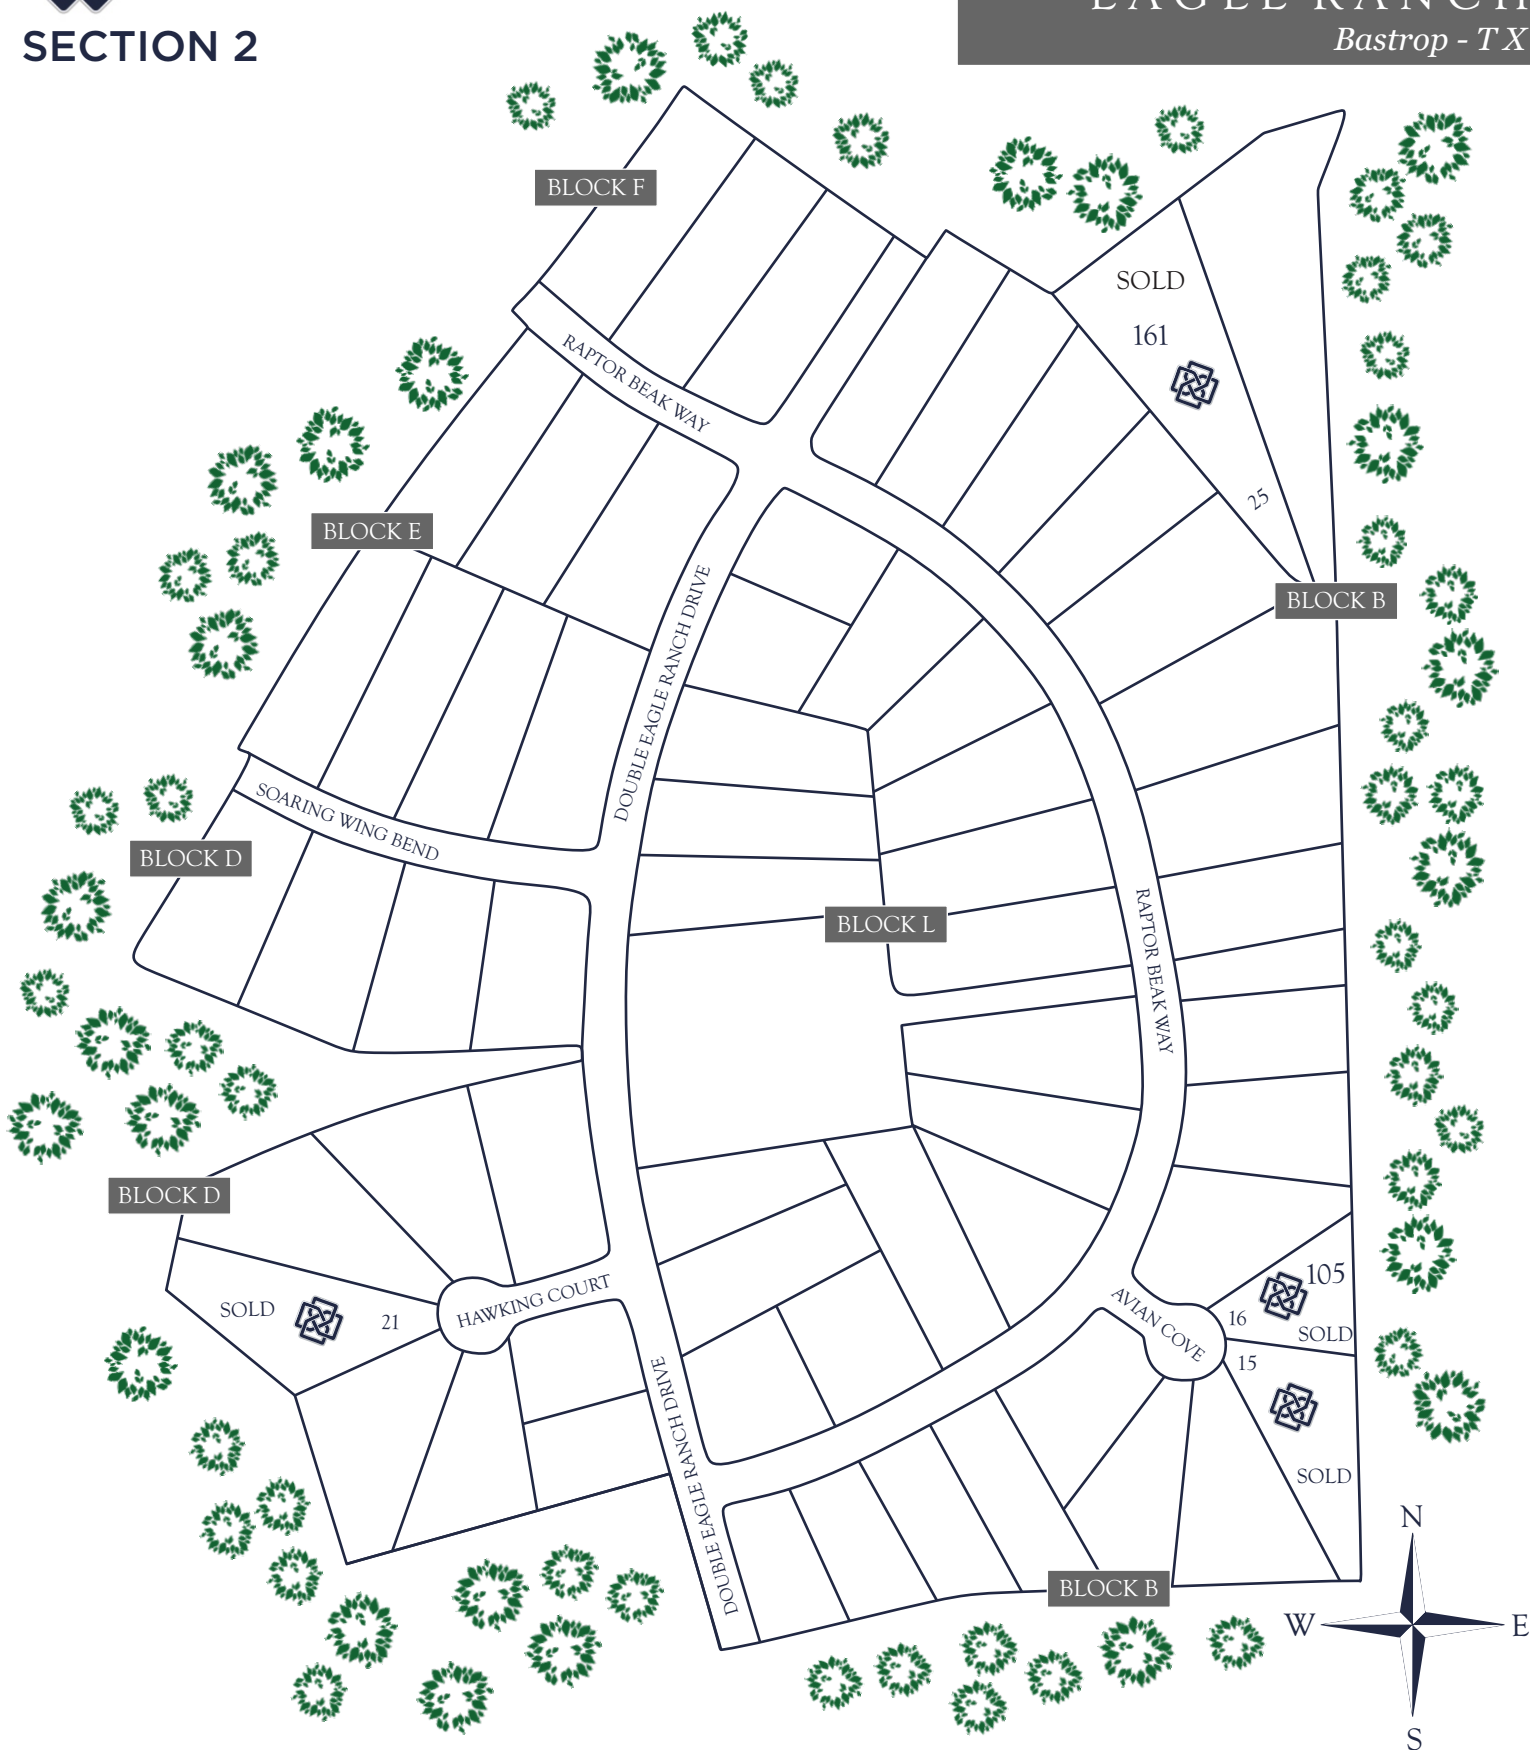 EAGLE RANCH
Bastrop - TX
SECTION 2
BLOCK F
SOLD
161
RAPTOR BEAK WAY
25
BLOCK E
BLOCK B
DOUBLE EAGLE RANCH DRIVE
SOARING WING BEND
BLOCK D
BLOCK L
RAPTOR BEAK WAY
BLOCK D
HAWKING COURT
SOLD
21
AVIAN COVE
105
16
SOLD
15
SOLD
DOUBLE EAGLE RANCH DRIVE
BLOCK B
N
W
E
S